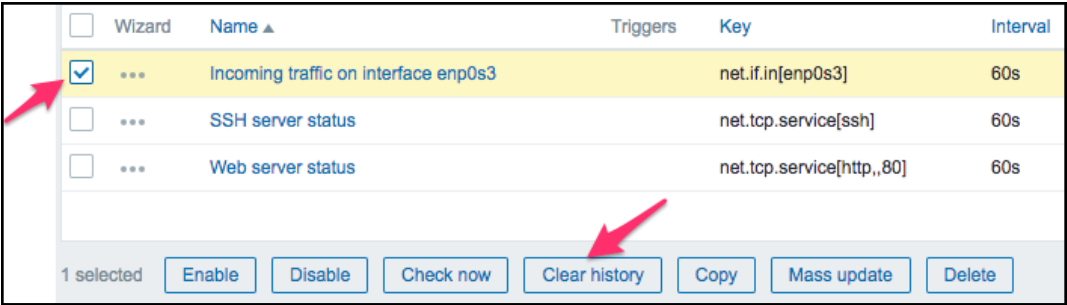 Wizard Name ▲ Triggers Key Interval
Incoming traffic on interface enp0s3 net.if.in[enp0s3] 60s
SSH server status net.tcp.service[ssh] 60s
Web server status net.tcp.service[http,,80] 60s
1 selected Enable Disable Check now Clear history Copy Mass update Delete